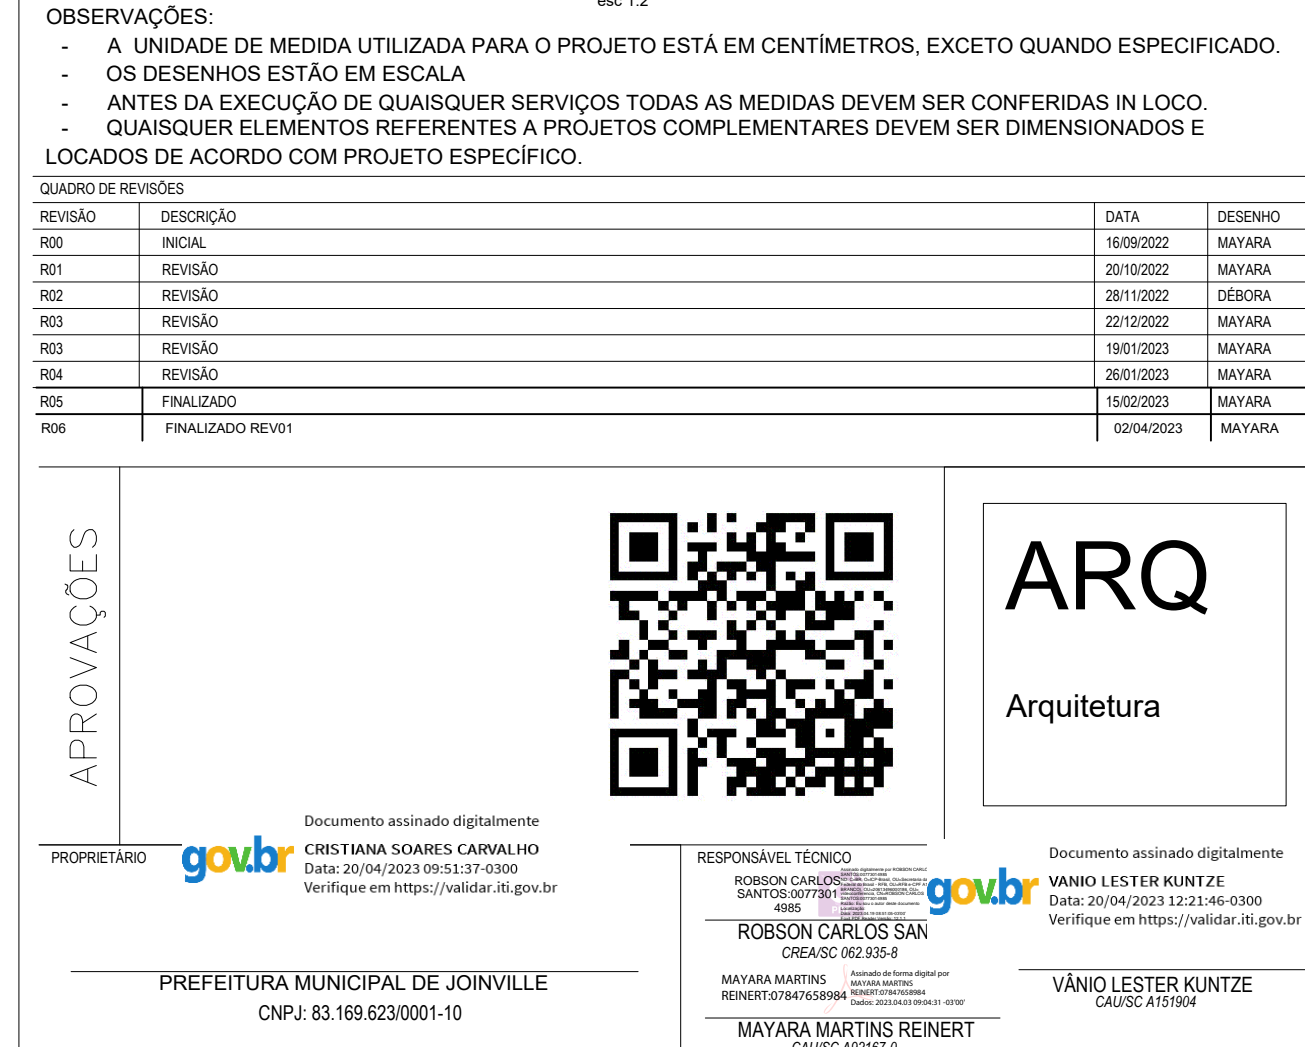 esc 1:2
OBSERVAÇÕES:
- A UNIDADE DE MEDIDA UTILIZADA PARA O PROJETO ESTÁ EM CENTÍMETROS, EXCETO QUANDO ESPECIFICADO.
- OS DESENHOS ESTÃO EM ESCALA
- ANTES DA EXECUÇÃO DE QUAISQUER SERVIÇOS TODAS AS MEDIDAS DEVEM SER CONFERIDAS IN LOCO.
- QUAISQUER ELEMENTOS REFERENTES A PROJETOS COMPLEMENTARES DEVEM SER DIMENSIONADOS E
LOCADOS DE ACORDO COM PROJETO ESPECÍFICO.
QUADRO DE REVISÕES
REVISÃO DESCRIÇÃO DATA DESENHO
R00 INICIAL 16/09/2022 MAYARA
R01 REVISÃO 20/10/2022 MAYARA
R02 REVISÃO 28/11/2022 DÉBORA
R03 REVISÃO 22/12/2022 MAYARA
R03 REVISÃO 19/01/2023 MAYARA
R04 REVISÃO 26/01/2023 MAYARA
R05 FINALIZADO 15/02/2023 MAYARA
R06 FINALIZADO REV01 02/04/2023 MAYARA
APROVAÇÕES
ARQ
Arquitetura
PROPRIETÁRIO
gov.br
Documento assinado digitalmente
CRISTIANA SOARES CARVALHO
Data: 20/04/2023 09:51:37-0300
Verifique em https://validar.iti.gov.br
PREFEITURA MUNICIPAL DE JOINVILLE
CNPJ: 83.169.623/0001-10
RESPONSÁVEL TÉCNICO
ROBSON CARLOS
SANTOS:0077301
4985
ROBSON CARLOS SAN
CREA/SC 062.935-8
MAYARA MARTINS
REINERT:07847658984
Assinado de forma digital por
MAYARA MARTINS
REINERT:07847658984
Dados: 2023.04.03 09:04:31 -03'00'
MAYARA MARTINS REINERT
CAU/SC A92167-0
gov.br
Documento assinado digitalmente
VANIO LESTER KUNTZE
Data: 20/04/2023 12:21:46-0300
Verifique em https://validar.iti.gov.br
VÂNIO LESTER KUNTZE
CAU/SC A151904